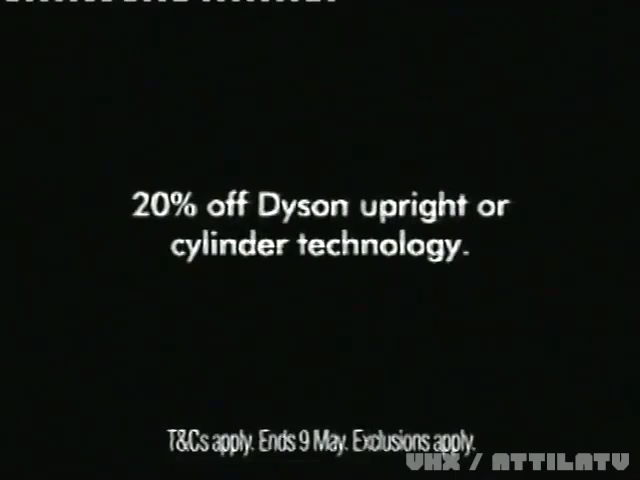 20% off Dyson upright or
cylinder technology.
T&Cs apply. Ends 9 May. Exclusions apply.
VHX / ATTILATV